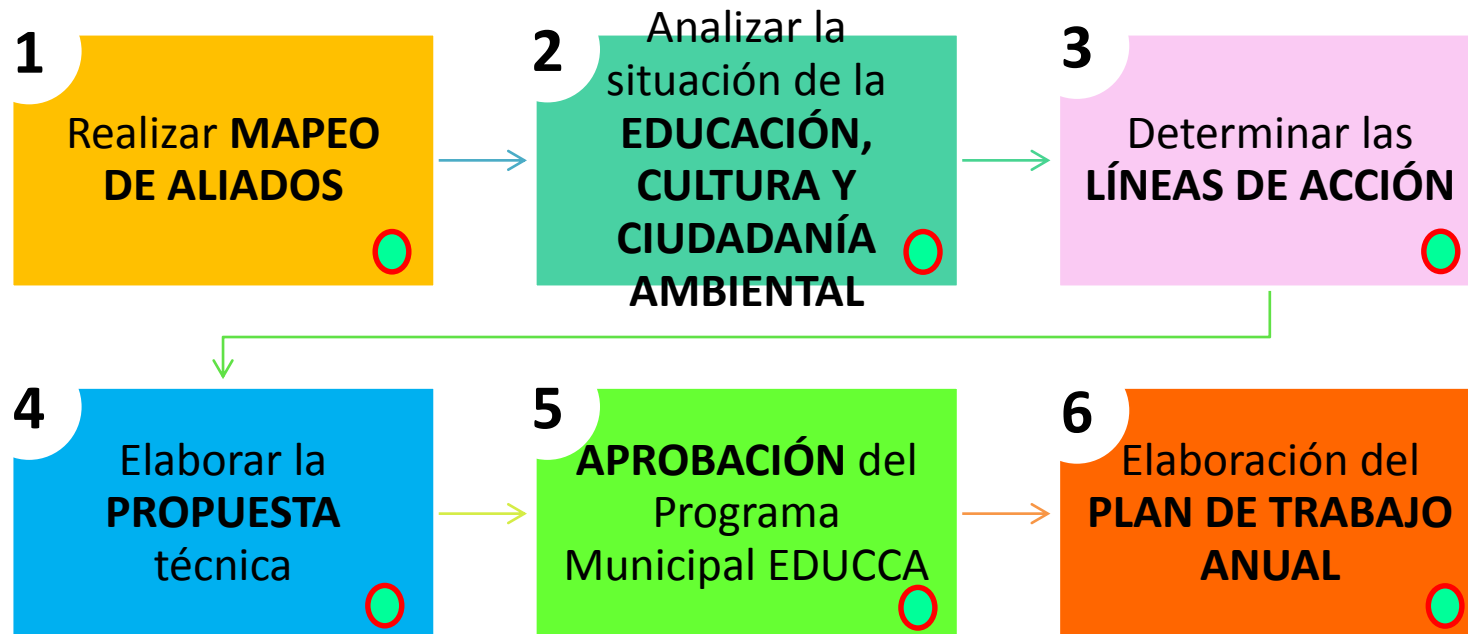 1
Realizar MAPEO
DE ALIADOS
2
Analizar la
situación de la
EDUCACIÓN,
CULTURA Y
CIUDADANÍA
AMBIENTAL
3
Determinar las
LÍNEAS DE ACCIÓN
4
Elaborar la
PROPUESTA
técnica
5
APROBACIÓN del
Programa
Municipal EDUCCA
6
Elaboración del
PLAN DE TRABAJO
ANUAL